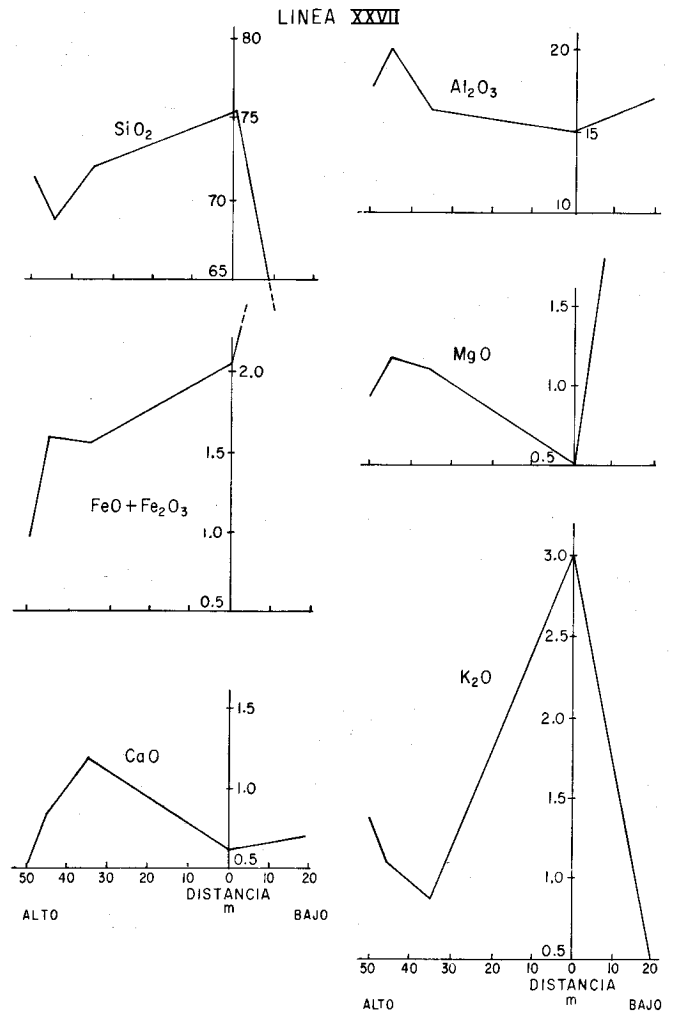 LINEA XXVII
80
75
70
65
SiO₂
20
15
10
Al₂O₃
2.0
1.5
1.0
0.5
FeO+Fe₂O₃
1.5
1.0
0.5
MgO
1.5
1.0
0.5
CaO
50 40 30 20 10 0 10 20
DISTANCIA
m
ALTO BAJO
3.0
2.5
2.0
1.5
1.0
0.5
K₂O
50 40 30 20 10 0 10 20
DISTANCIA
m
ALTO BAJO